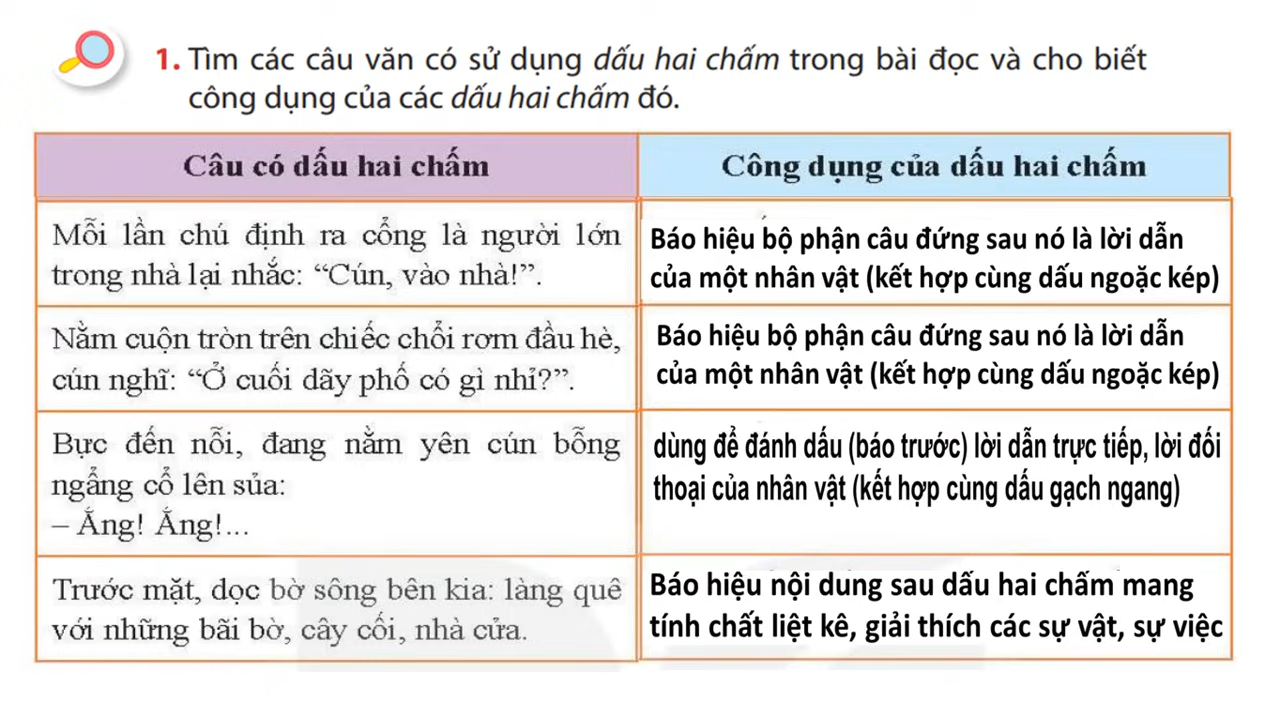 1. Tìm các câu văn có sử dụng dấu hai chấm trong bài đọc và cho biết
công dụng của các dấu hai chấm đó.
Câu có dấu hai chấm
Công dụng của dấu hai chấm
Mỗi lần chú định ra cổng là người lớn
trong nhà lại nhắc: “Cún, vào nhà!”.
Báo hiệu bộ phận câu đứng sau nó là lời dẫn
của một nhân vật (kết hợp cùng dấu ngoặc kép)
Nằm cuộn tròn trên chiếc chổi rơm đầu hè,
cún nghĩ: “Ở cuối dãy phố có gì nhỉ?”.
Báo hiệu bộ phận câu đứng sau nó là lời dẫn
của một nhân vật (kết hợp cùng dấu ngoặc kép)
Bực đến nỗi, đang nằm yên cún bỗng
ngẩng cổ lên sủa:
– Ẳng! Ẳng!...
dùng để đánh dấu (báo trước) lời dẫn trực tiếp, lời đối
thoại của nhân vật (kết hợp cùng dấu gạch ngang)
Trước mặt, dọc bờ sông bên kia: làng quê
với những bãi bờ, cây cối, nhà cửa.
Báo hiệu nội dung sau dấu hai chấm mang
tính chất liệt kê, giải thích các sự vật, sự việc